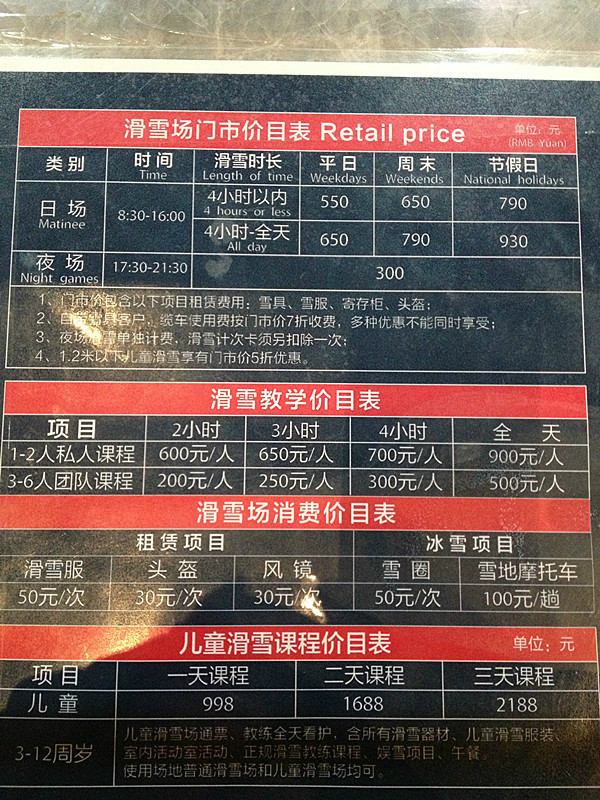 滑雪场门市价目表 Retail price 单位：元
(RMB Yuan)
类别 时间 滑雪时长 平日 周末 节假日
Time Length of time Weekdays Weekends National holidays
日场 8:30-16:00 4小时以内 550 650 790
Matinee 4 hours or less
4小时-全天 650 790 930
All day
夜场 17:30-21:30 300
Night games
1、门市价包含以下项目租赁费用：雪具、雪服、寄存柜、头盔；
2、自带雪具客户，缆车使用费按门市价7折收费，多种优惠不能同时享受；
3、夜场滑雪单独计费，滑雪计次卡须另扣除一次；
4、1.2米以下儿童滑雪享有门市价5折优惠。
滑雪教学价目表
项目 2小时 3小时 4小时 全天
1-2人私人课程 600元/人 650元/人 700元/人 900元/人
3-6人团队课程 200元/人 250元/人 300元/人 500元/人
滑雪场消费价目表
租赁项目 冰雪项目
滑雪服 头盔 风镜 雪圈 雪地摩托车
50元/次 30元/次 30元/次 50元/次 100元/趟
儿童滑雪课程价目表 单位：元
项目 一天课程 二天课程 三天课程
儿童 998 1688 2188
3-12周岁 儿童滑雪场通票、教练全天看护，含所有滑雪器材、儿童滑雪服装、
室内活动室活动、正规滑雪教练课程、娱雪项目、午餐。
使用场地普通滑雪场和儿童滑雪场均可。